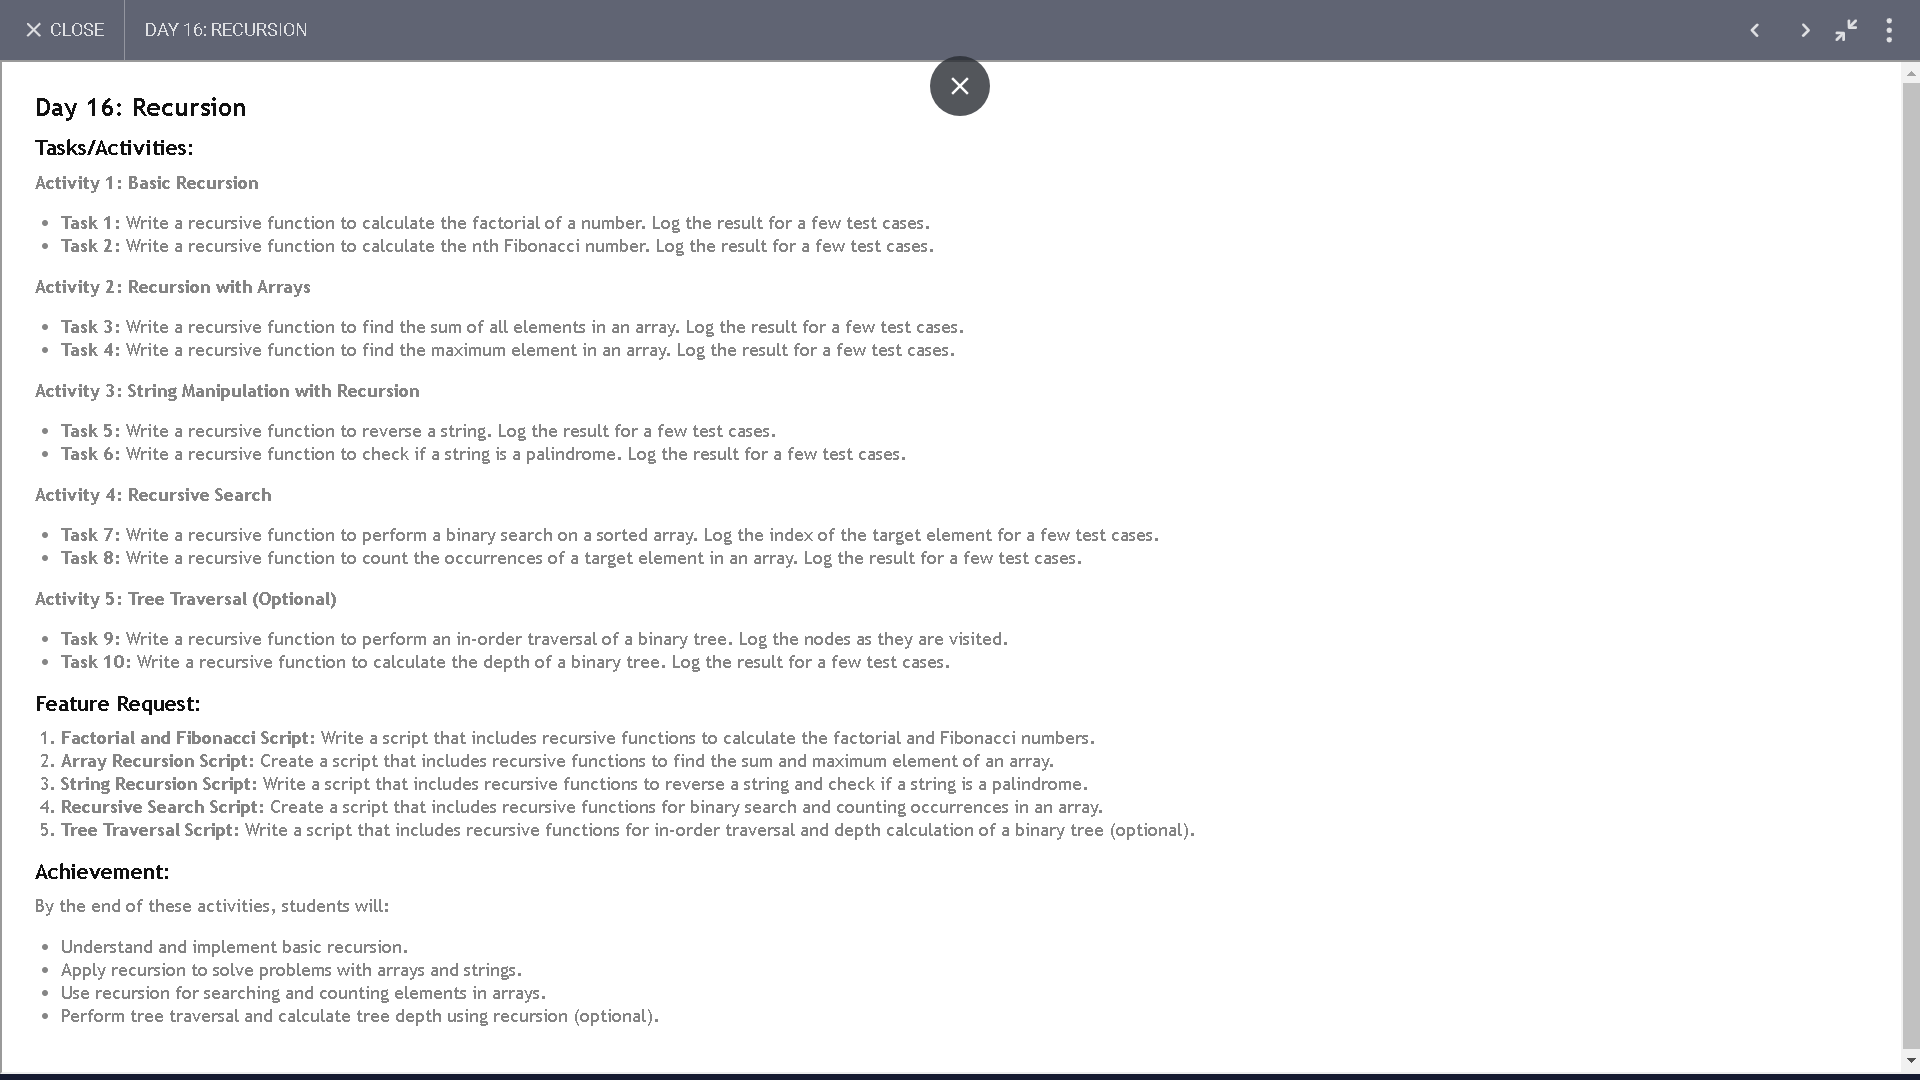 CLOSE
DAY 16: RECURSION
Day 16: Recursion
Tasks/Activities:
Activity 1: Basic Recursion
• Task 1: Write a recursive function to calculate the factorial of a number. Log the result for a few test cases.
• Task 2: Write a recursive function to calculate the nth Fibonacci number. Log the result for a few test cases.
Activity 2: Recursion with Arrays
• Task 3: Write a recursive function to find the sum of all elements in an array. Log the result for a few test cases.
• Task 4: Write a recursive function to find the maximum element in an array. Log the result for a few test cases.
Activity 3: String Manipulation with Recursion
• Task 5: Write a recursive function to reverse a string. Log the result for a few test cases.
• Task 6: Write a recursive function to check if a string is a palindrome. Log the result for a few test cases.
Activity 4: Recursive Search
• Task 7: Write a recursive function to perform a binary search on a sorted array. Log the index of the target element for a few test cases.
• Task 8: Write a recursive function to count the occurrences of a target element in an array. Log the result for a few test cases.
Activity 5: Tree Traversal (Optional)
• Task 9: Write a recursive function to perform an in-order traversal of a binary tree. Log the nodes as they are visited.
• Task 10: Write a recursive function to calculate the depth of a binary tree. Log the result for a few test cases.
Feature Request:
1. Factorial and Fibonacci Script: Write a script that includes recursive functions to calculate the factorial and Fibonacci numbers.
2. Array Recursion Script: Create a script that includes recursive functions to find the sum and maximum element of an array.
3. String Recursion Script: Write a script that includes recursive functions to reverse a string and check if a string is a palindrome.
4. Recursive Search Script: Create a script that includes recursive functions for binary search and counting occurrences in an array.
5. Tree Traversal Script: Write a script that includes recursive functions for in-order traversal and depth calculation of a binary tree (optional).
Achievement:
By the end of these activities, students will:
• Understand and implement basic recursion.
• Apply recursion to solve problems with arrays and strings.
• Use recursion for searching and counting elements in arrays.
• Perform tree traversal and calculate tree depth using recursion (optional).